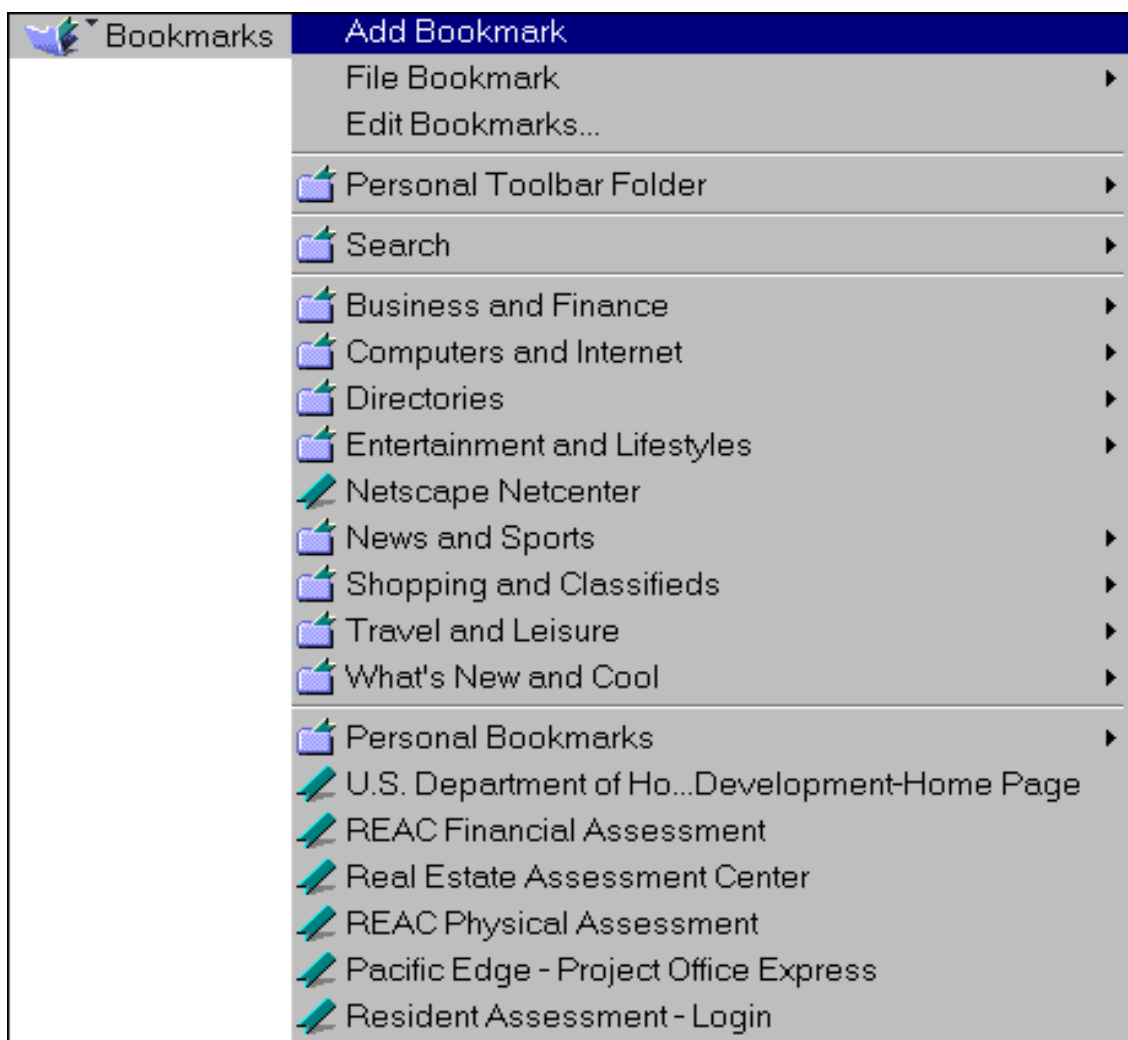 Bookmarks
Add Bookmark
File Bookmark
Edit Bookmarks...
Personal Toolbar Folder
Search
Business and Finance
Computers and Internet
Directories
Entertainment and Lifestyles
Netscape Netcenter
News and Sports
Shopping and Classifieds
Travel and Leisure
What's New and Cool
Personal Bookmarks
U.S. Department of Ho...Development-Home Page
REAC Financial Assessment
Real Estate Assessment Center
REAC Physical Assessment
Pacific Edge - Project Office Express
Resident Assessment - Login